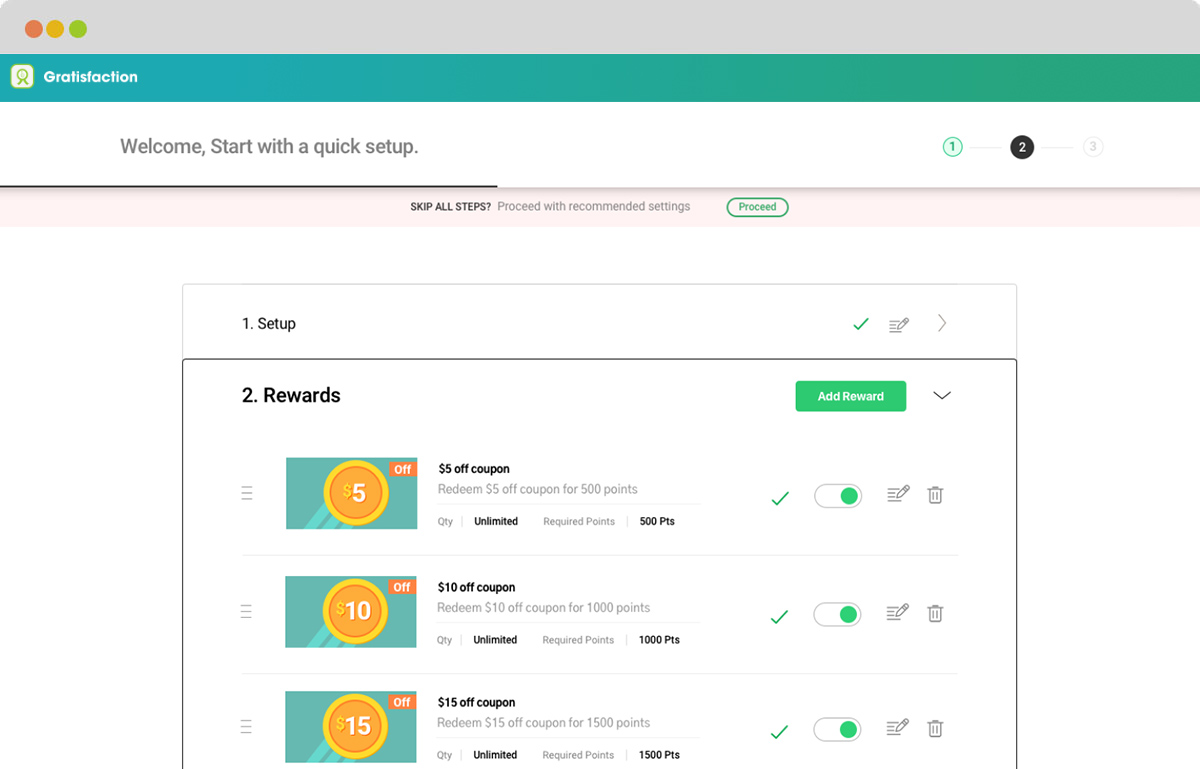 Gratisfaction
Welcome, Start with a quick setup.
1 2 3
SKIP ALL STEPS? Proceed with recommended settings Proceed
1. Setup
2. Rewards Add Reward
Off
$5
$5 off coupon
Redeem $5 off coupon for 500 points
Qty Unlimited Required Points 500 Pts
Off
$10
$10 off coupon
Redeem $10 off coupon for 1000 points
Qty Unlimited Required Points 1000 Pts
Off
$15
$15 off coupon
Redeem $15 off coupon for 1500 points
Qty Unlimited Required Points 1500 Pts